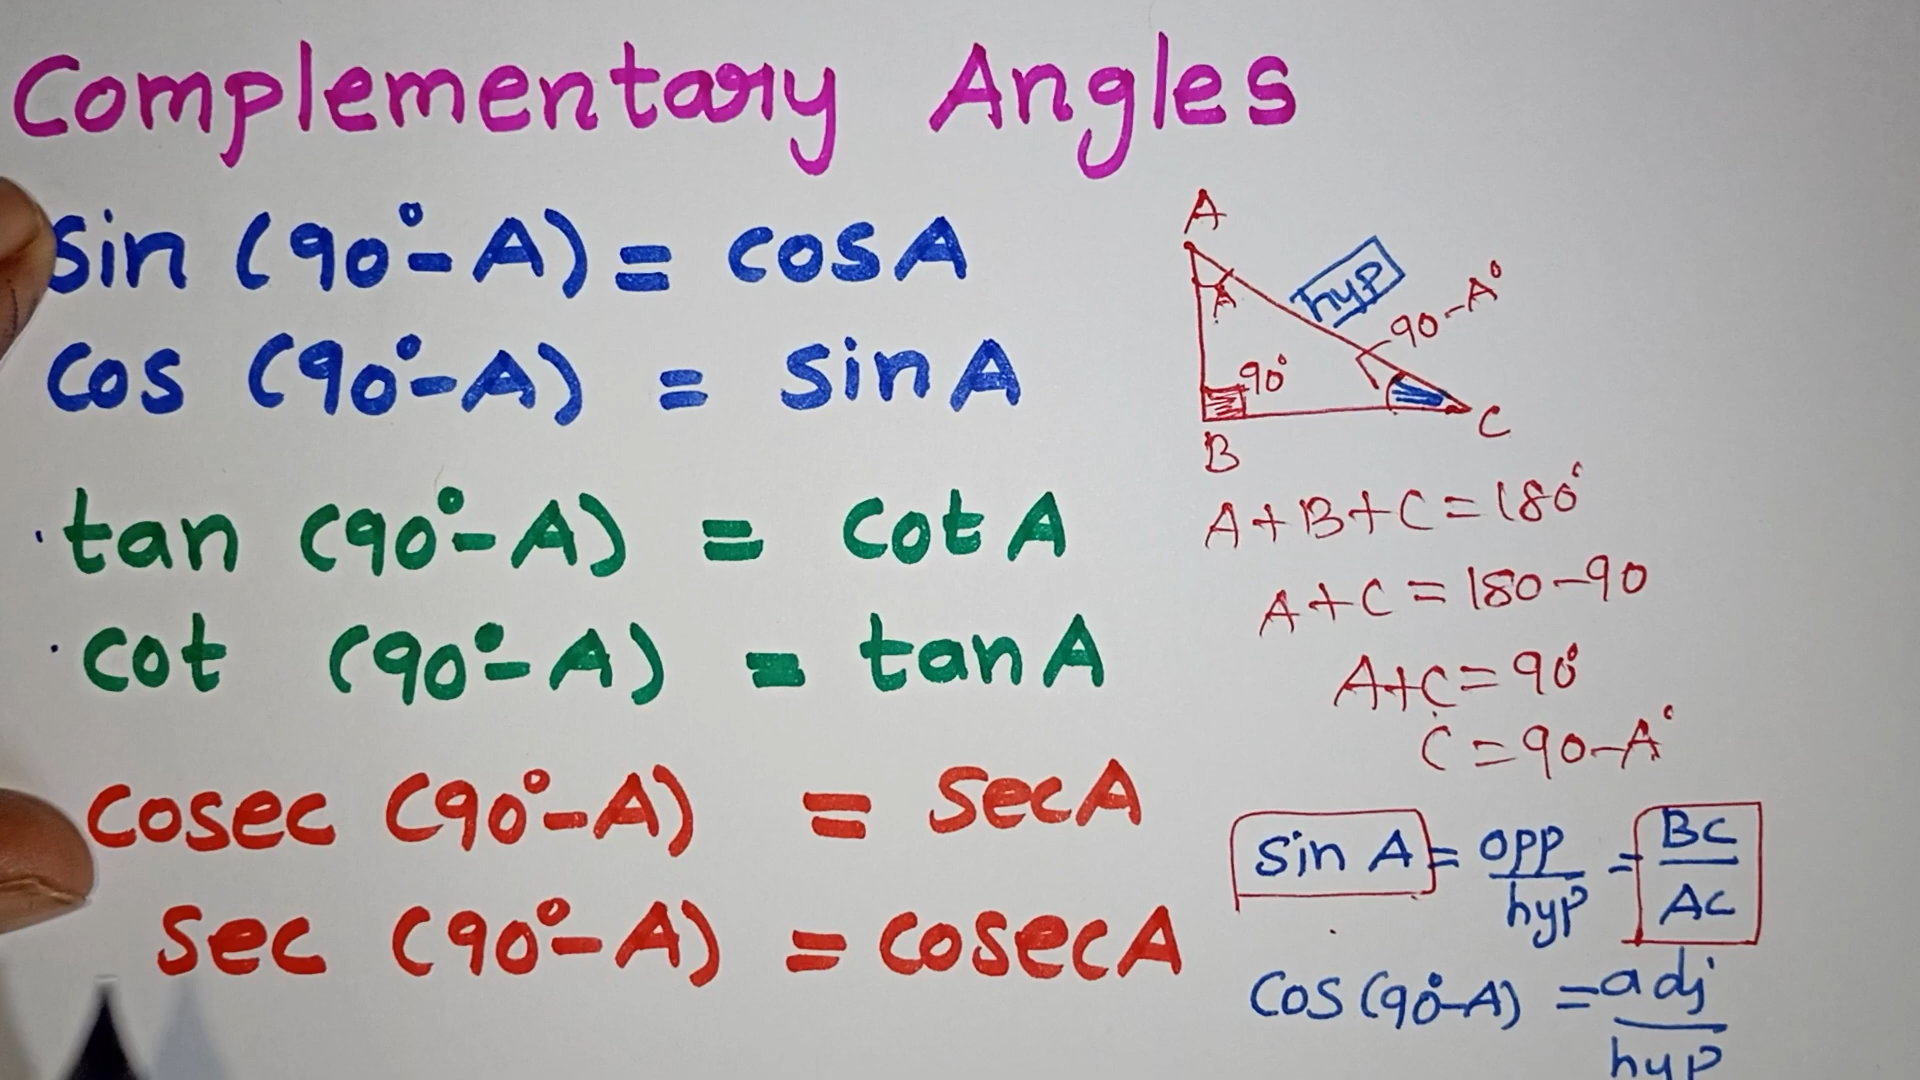 Complementary Angles
sin (90°-A) = cosA
cos (90°-A) = sinA
tan (90°-A) = cotA
cot (90°-A) = tanA
cosec (90°-A) = secA
sec (90°-A) = cosecA
A
hyp
A
90-A°
90°
B
C
A+B+C=180°
A+C=180-90
A+C=90°
C=90-A°
sin A = opp/hyp = BC/AC
cos(90°-A) = adj/hyp